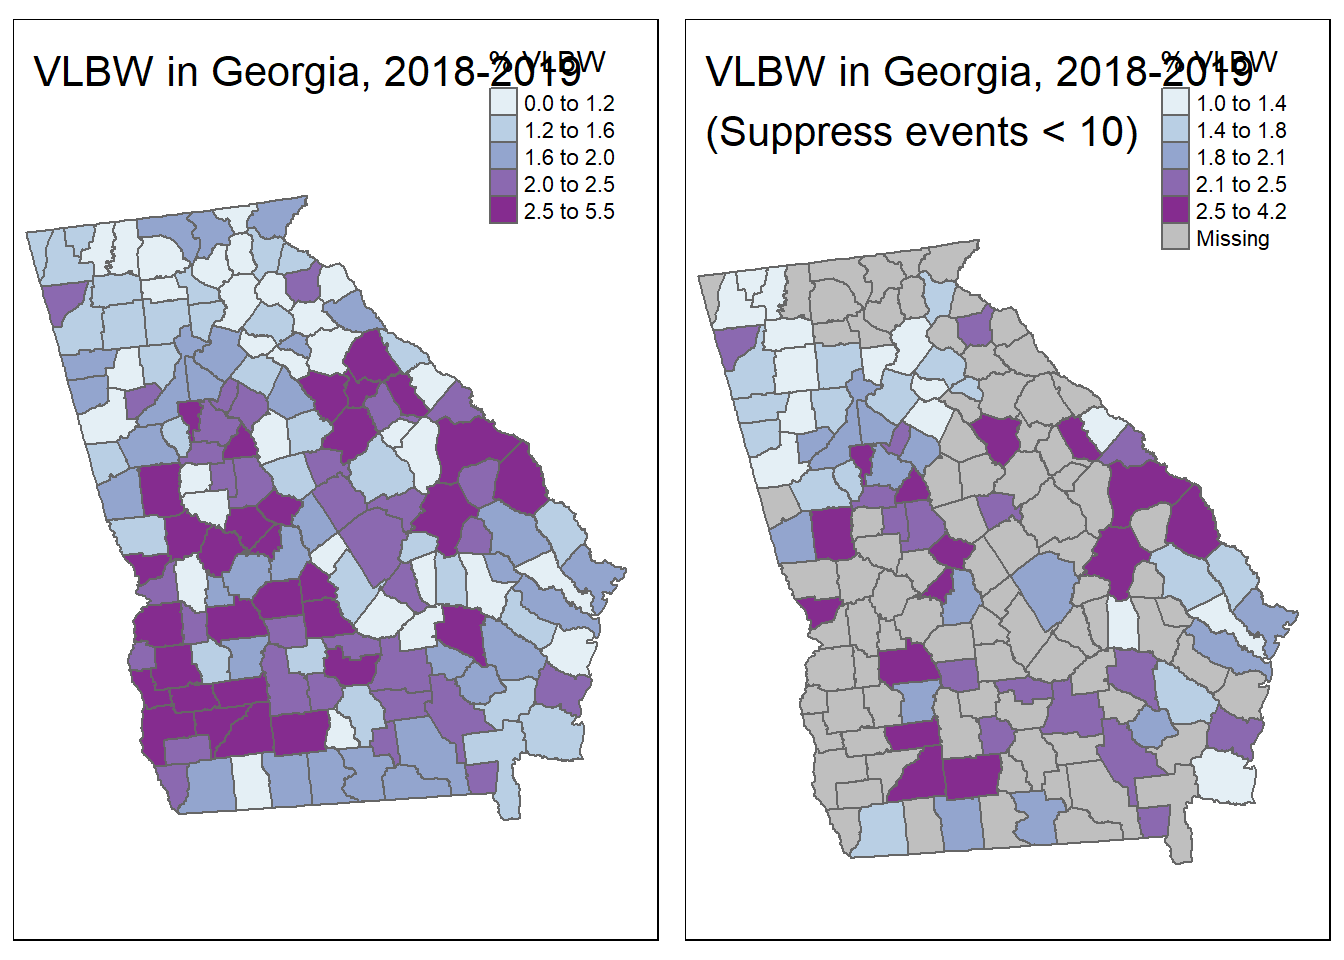 VLBW in Georgia, 2018-2019
% VLBW
0.0 to 1.2
1.2 to 1.6
1.6 to 2.0
2.0 to 2.5
2.5 to 5.5
VLBW in Georgia, 2018-2019
(Suppress events < 10)
% VLBW
1.0 to 1.4
1.4 to 1.8
1.8 to 2.1
2.1 to 2.5
2.5 to 4.2
Missing